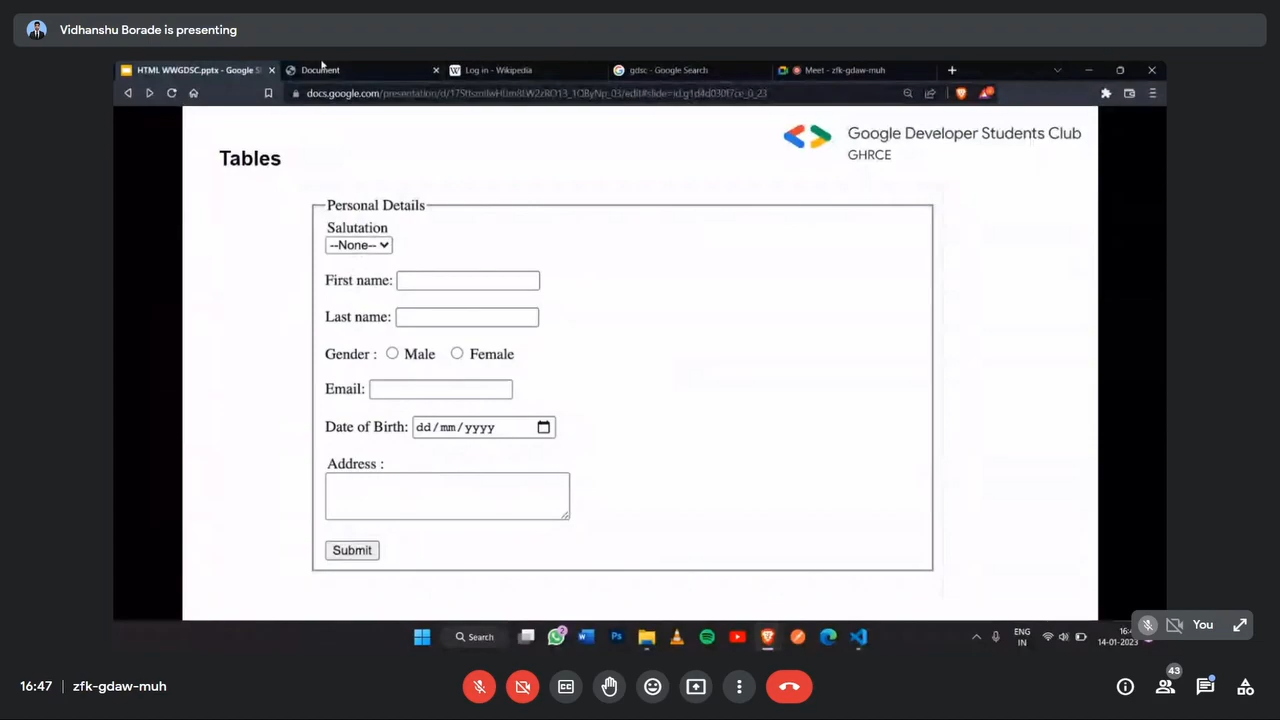 Vidhanshu Borade is presenting
HTML WWGDSC.pptx - Google S
Document
Log in - Wikipedia
gdsc - Google Search
Meet - zfk-gdaw-muh
Google Developer Students Club
GHRCE
Tables
Personal Details
Salutation
--None--
First name:
Last name:
Gender : Male Female
Email:
Date of Birth: dd/mm/yyyy
Address :
Submit
Search
ENG
IN
14-01-2023
You
16:47 | zfk-gdaw-muh
43